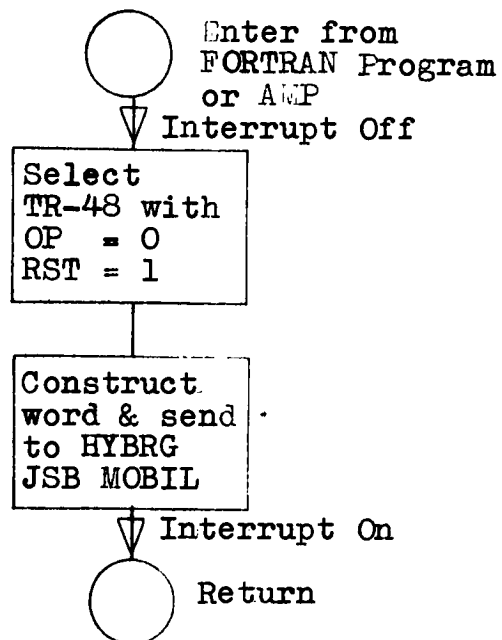 Enter from
FORTRAN Program
or
Interrupt Off
Select
TR-48 with
OP = 0
RST = 1
Construct
word & send
to HYBRG
JSB MOBIL
Interrupt On
Return